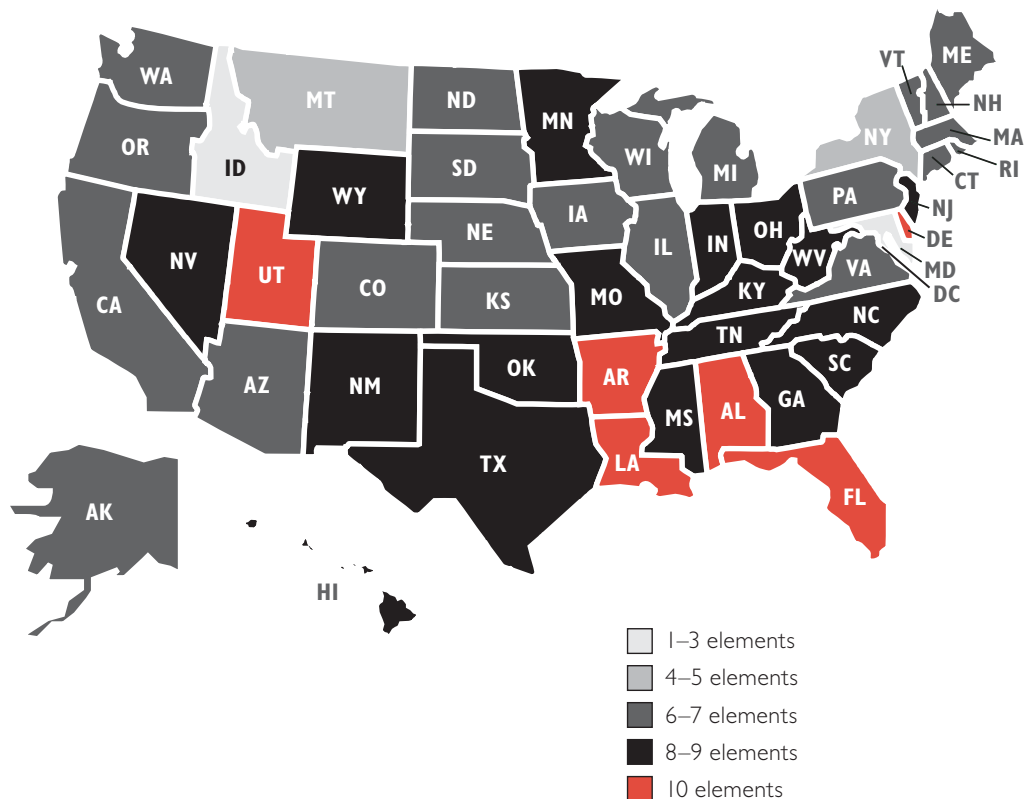 WA
OR
ID
MT
ND
SD
NE
WY
NV
UT
CO
CA
AZ
NM
KS
OK
TX
MN
IA
WI
MI
IL
MO
AR
LA
IN
OH
KY
TN
MS
AL
GA
FL
SC
NC
WV
VA
PA
NY
VT
ME
NH
MA
RI
CT
NJ
DE
MD
DC
AK
HI
1–3 elements
4–5 elements
6–7 elements
8–9 elements
10 elements